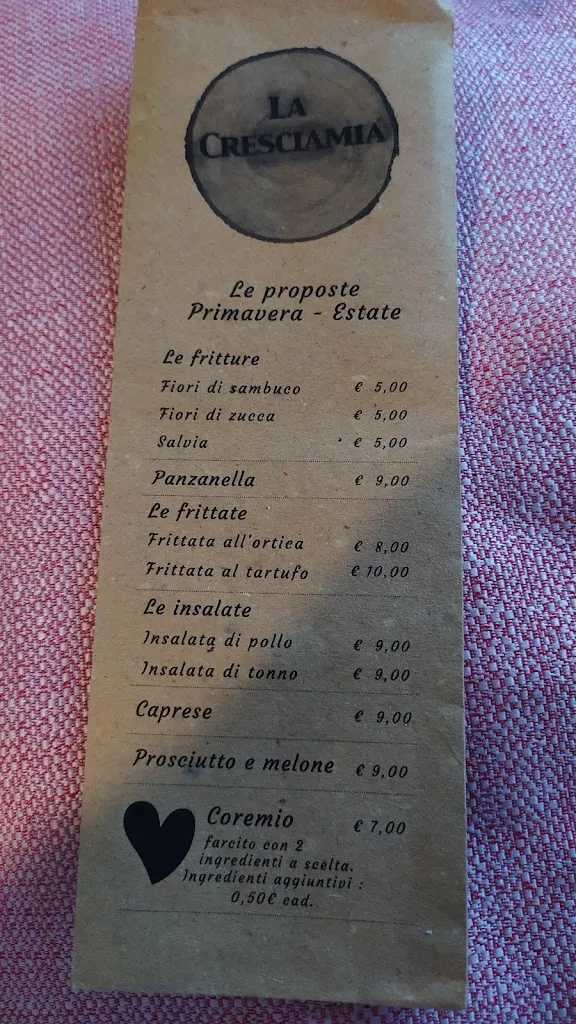 LA
CRESCIAMIA
Le proposte
Primavera - Estate
Le fritture
Fiori di sambuco € 5,00
Fiori di zucca € 5,00
Salvia € 5,00
Panzanella € 9,00
Le frittate
Frittata all'ortica € 8,00
Frittata al tartufo € 10,00
Le insalate
Insalata di pollo € 9,00
Insalata di tonno € 9,00
Caprese € 9,00
Prosciutto e melone € 9,00
Coremio € 7,00
farcito con 2
ingredienti a scelta.
Ingredienti aggiuntivi :
0,50€ cad.